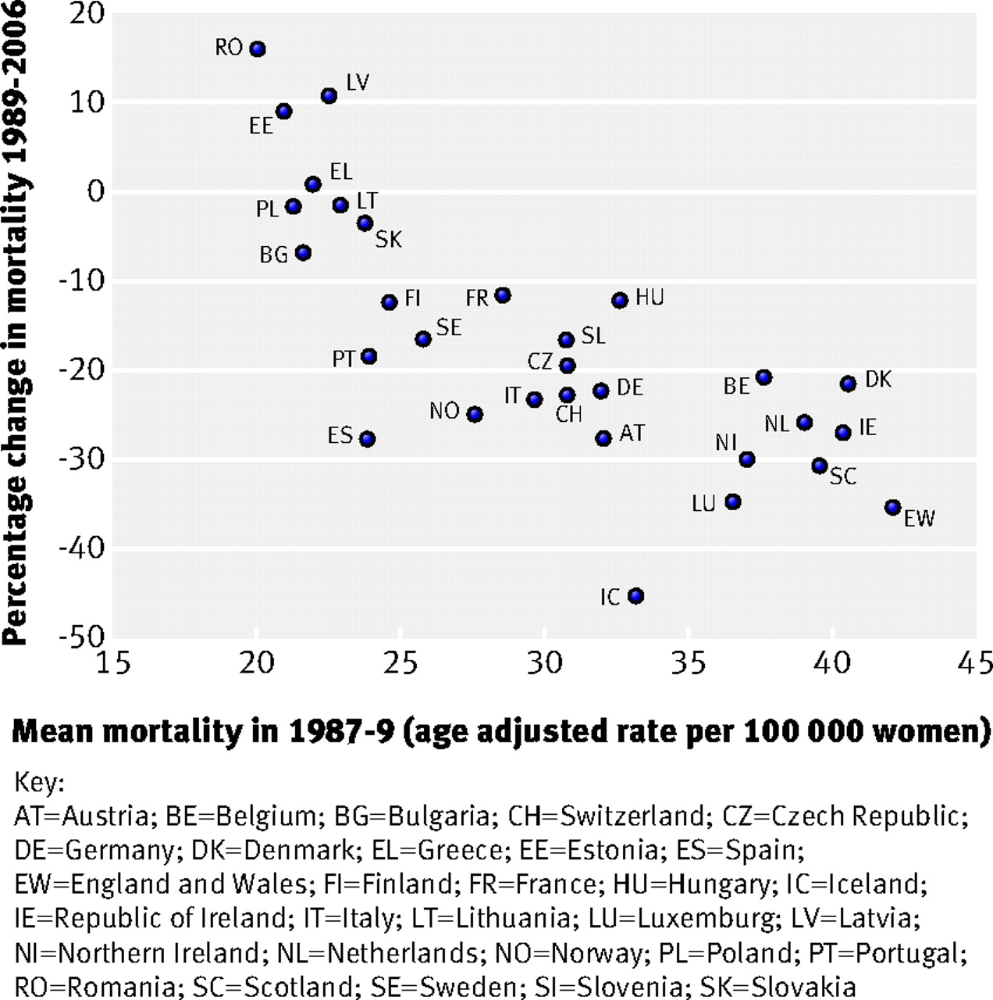 Percentage change in mortality 1989-2006
20
RO
LV
10
EE
EL
0
LT
PL
SK
BG
-10
FI
FR
HU
SE
SL
PT
CZ
-20
BE
DK
DE
IT
NO
CH
NL
IE
ES
AT
NI
-30
SC
LU
EW
-40
IC
-50
15 20 25 30 35 40 45
Mean mortality in 1987-9 (age adjusted rate per 100 000 women)
Key:
AT=Austria; BE=Belgium; BG=Bulgaria; CH=Switzerland; CZ=Czech Republic;
DE=Germany; DK=Denmark; EL=Greece; EE=Estonia; ES=Spain;
EW=England and Wales; FI=Finland; FR=France; HU=Hungary; IC=Iceland;
IE=Republic of Ireland; IT=Italy; LT=Lithuania; LU=Luxemburg; LV=Latvia;
NI=Northern Ireland; NL=Netherlands; NO=Norway; PL=Poland; PT=Portugal;
RO=Romania; SC=Scotland; SE=Sweden; SI=Slovenia; SK=Slovakia